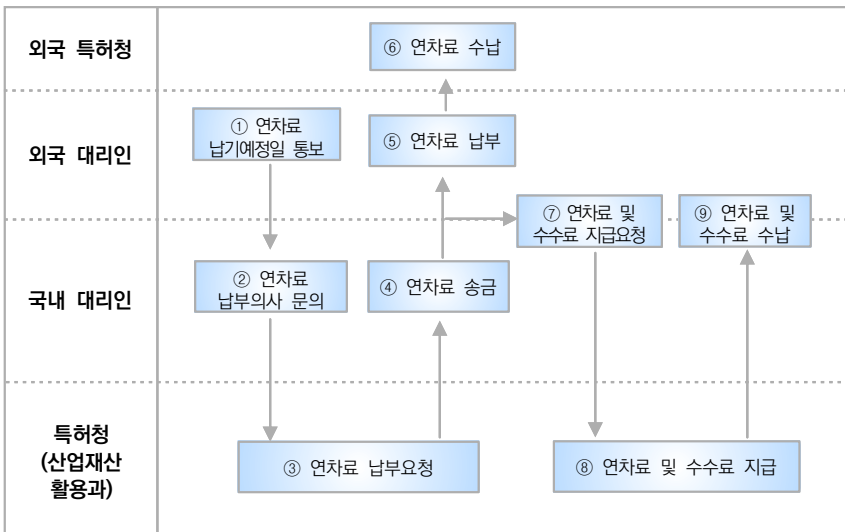 외국 특허청
⑥ 연차료 수납
외국 대리인
① 연차료
납기예정일 통보
⑤ 연차료 납부
⑦ 연차료 및
수수료 지급요청
⑨ 연차료 및
수수료 수납
국내 대리인
② 연차료
납부의사 문의
④ 연차료 송금
특허청
(산업재산
활용과)
③ 연차료 납부요청
⑧ 연차료 및 수수료 지급